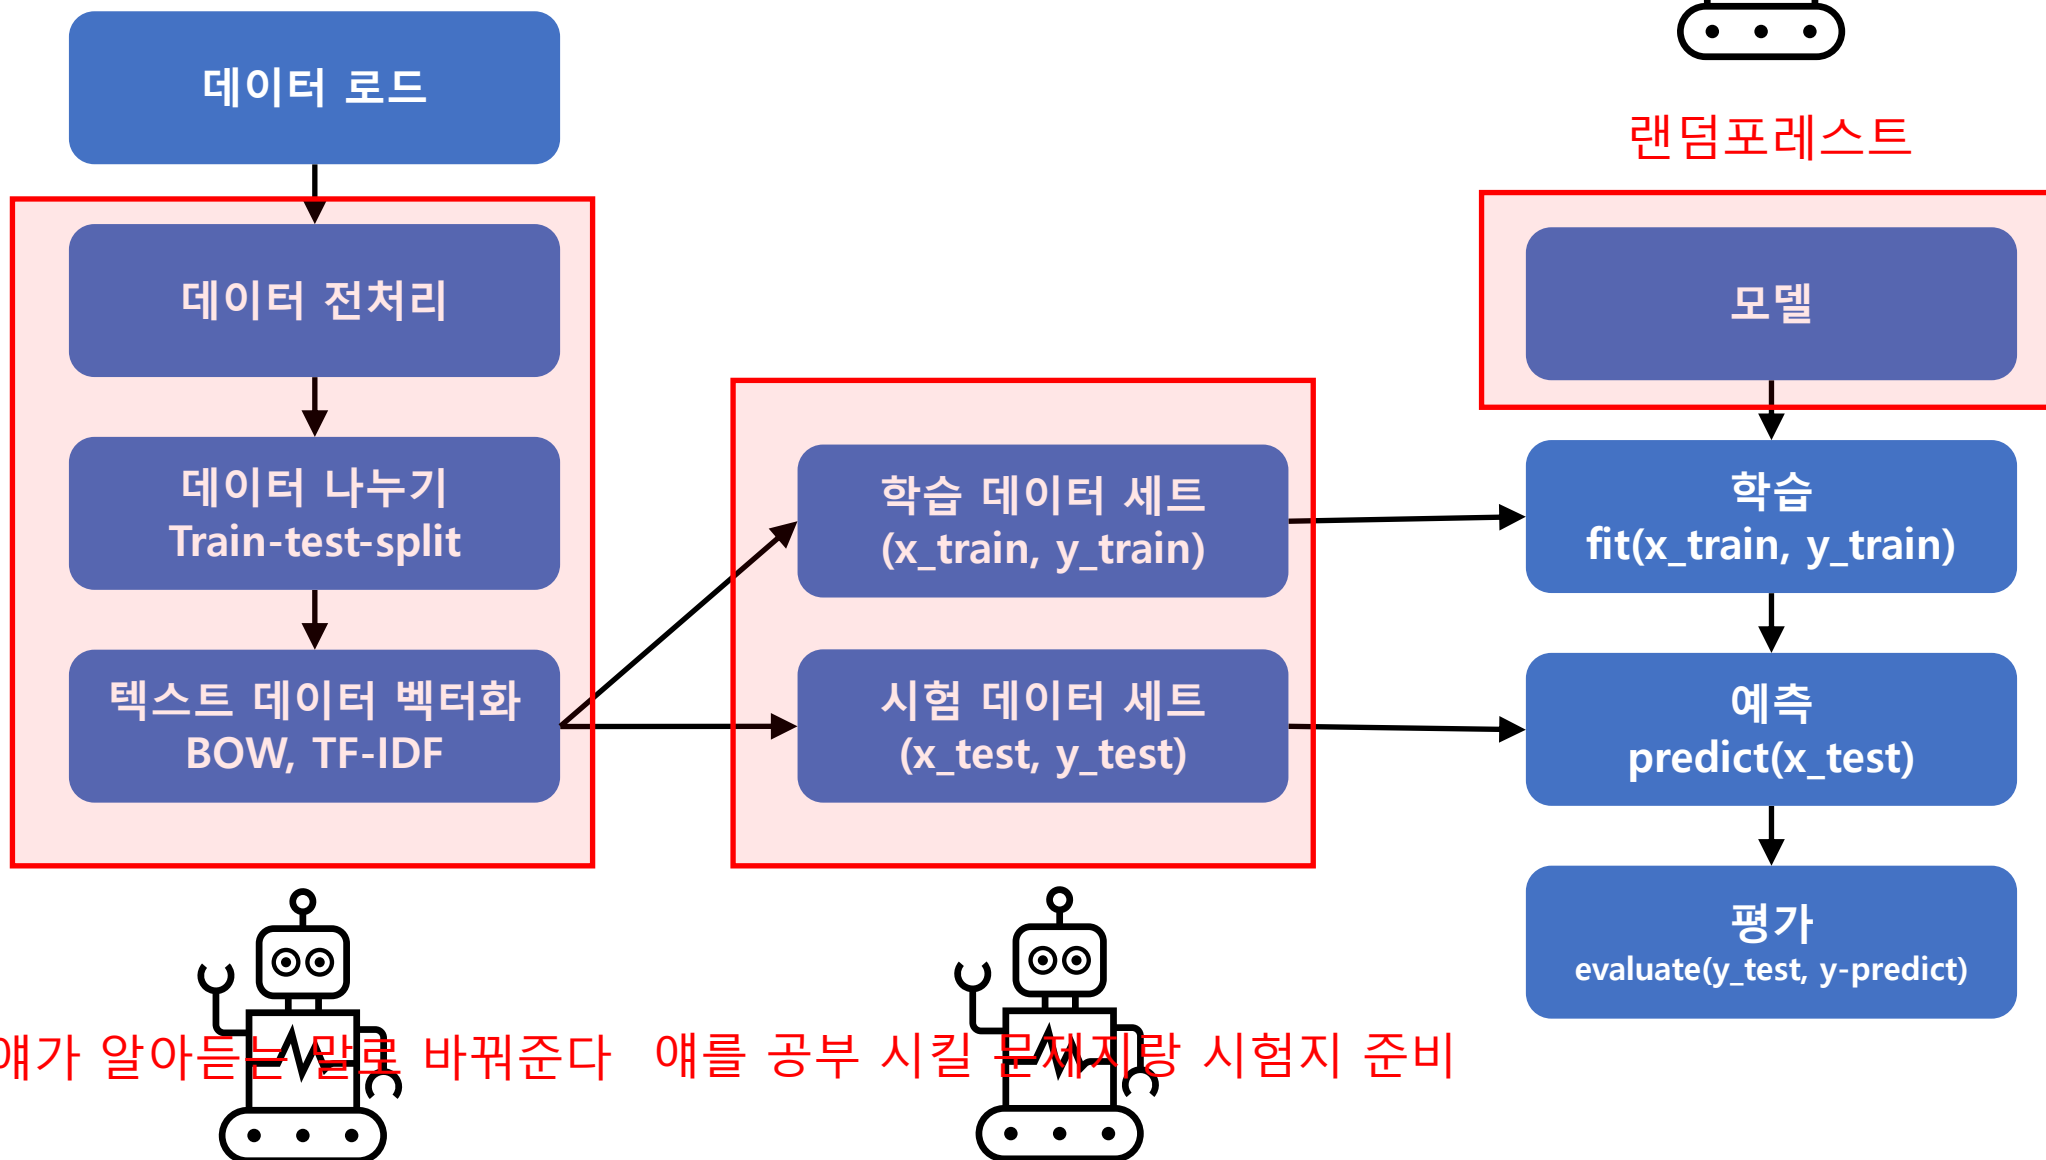 데이터 로드
데이터 전처리
데이터 나누기
Train-test-split
텍스트 데이터 벡터화
BOW, TF-IDF
얘가 알아듣는 말로 바꿔준다
학습 데이터 세트
(x_train, y_train)
시험 데이터 세트
(x_test, y_test)
얘를 공부 시킬 문제지랑 시험지 준비
랜덤포레스트
모델
학습
fit(x_train, y_train)
예측
predict(x_test)
평가
evaluate(y_test, y-predict)